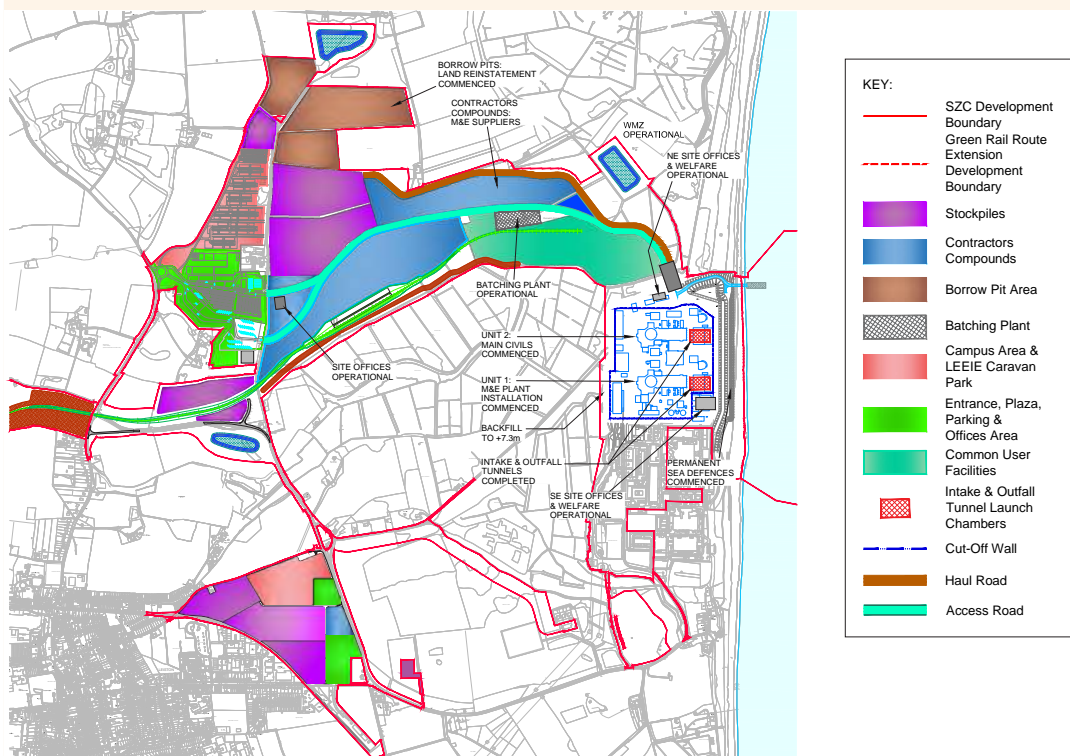 BORROW PITS:
LAND REINSTATEMENT
COMMENCED
CONTRACTORS
COMPOUNDS:
M&E SUPPLIERS
WMZ
OPERATIONAL
NE SITE OFFICES
& WELFARE
OPERATIONAL
BATCHING PLANT
OPERATIONAL
SITE OFFICES
OPERATIONAL
UNIT 2:
MAIN CIVILS
COMMENCED
UNIT 1:
M&E PLANT
INSTALLATION
COMMENCED
BACKFILL
TO +7.3m
INTAKE & OUTFALL
TUNNELS
COMPLETED
PERMANENT
SEA DEFENCES
COMMENCED
SE SITE OFFICES
& WELFARE
OPERATIONAL
KEY:
SZC Development
Boundary
Green Rail Route
Extension
Development
Boundary
Stockpiles
Contractors
Compounds
Borrow Pit Area
Batching Plant
Campus Area &
LEEIE Caravan
Park
Entrance, Plaza,
Parking &
Offices Area
Common User
Facilities
Intake & Outfall
Tunnel Launch
Chambers
Cut-Off Wall
Haul Road
Access Road